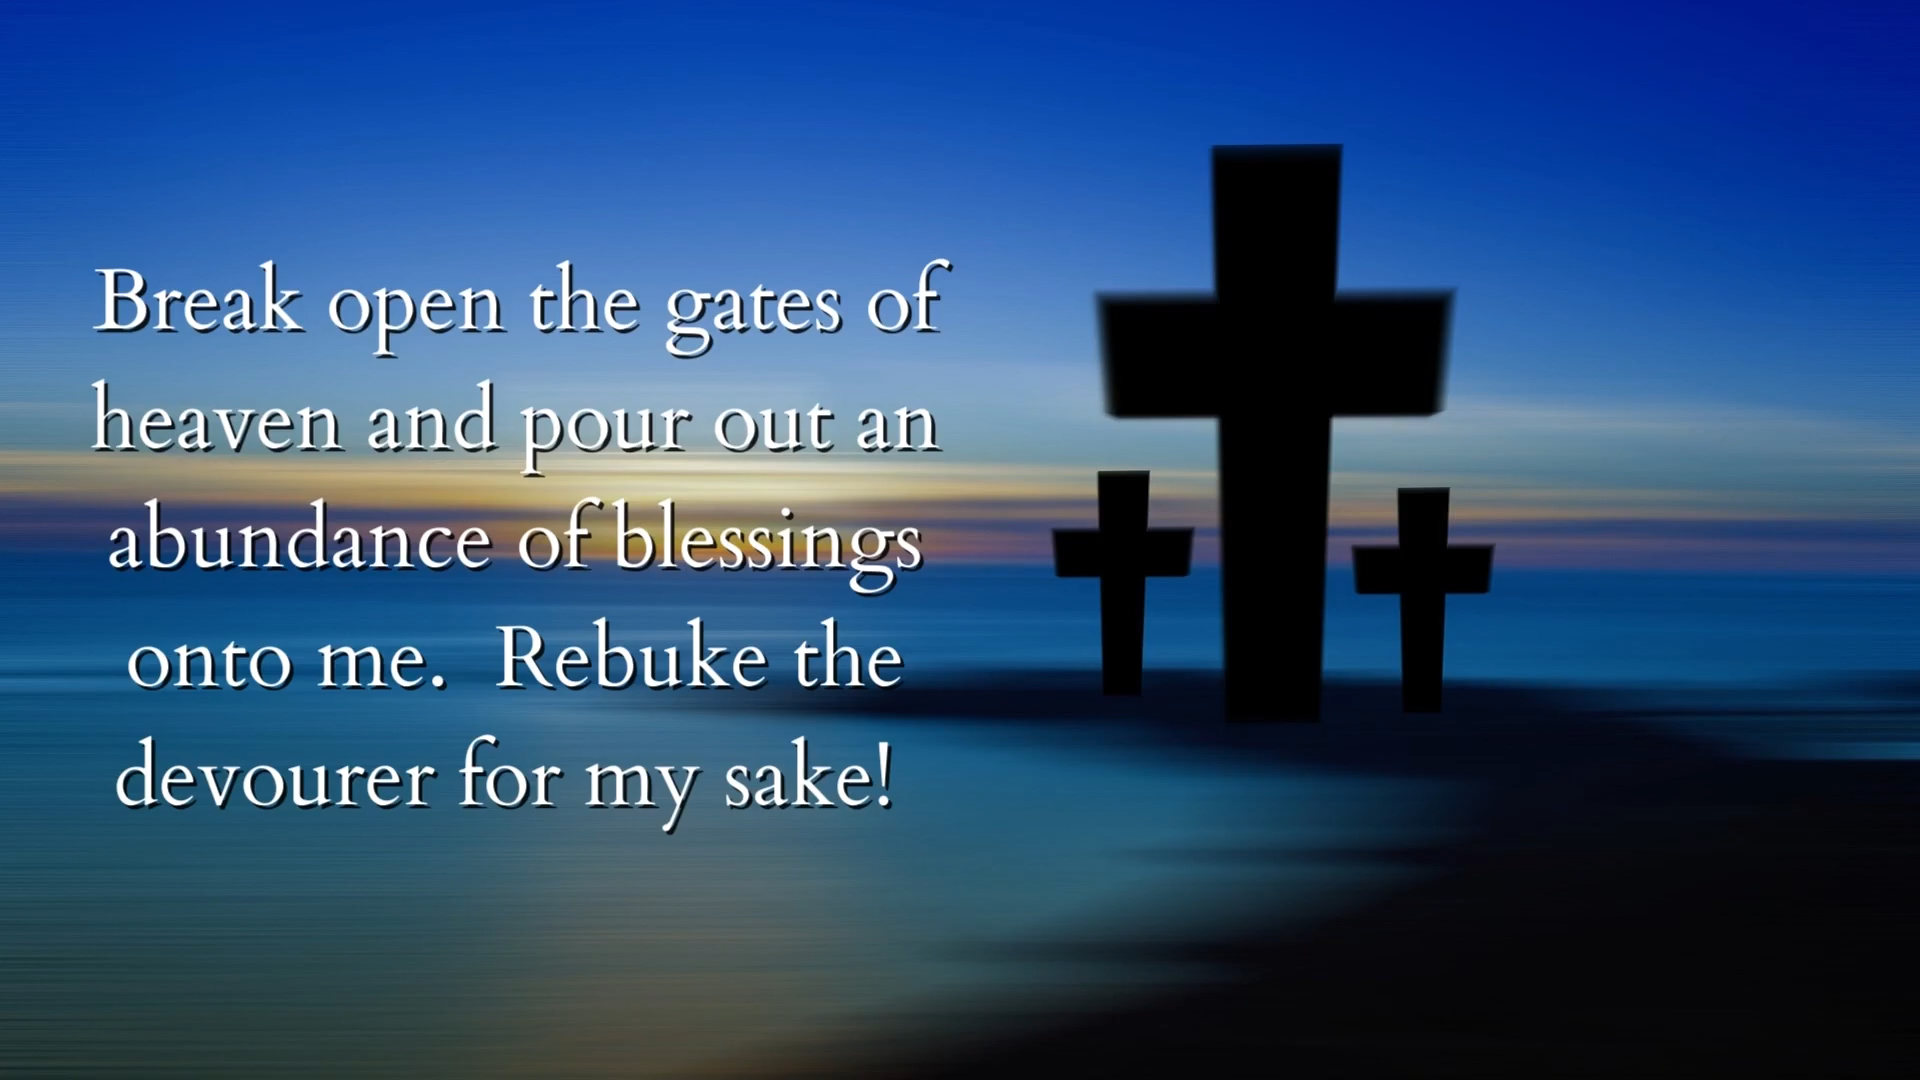 Break open the gates of
heaven and pour out an
abundance of blessings
onto me.  Rebuke the
devourer for my sake!